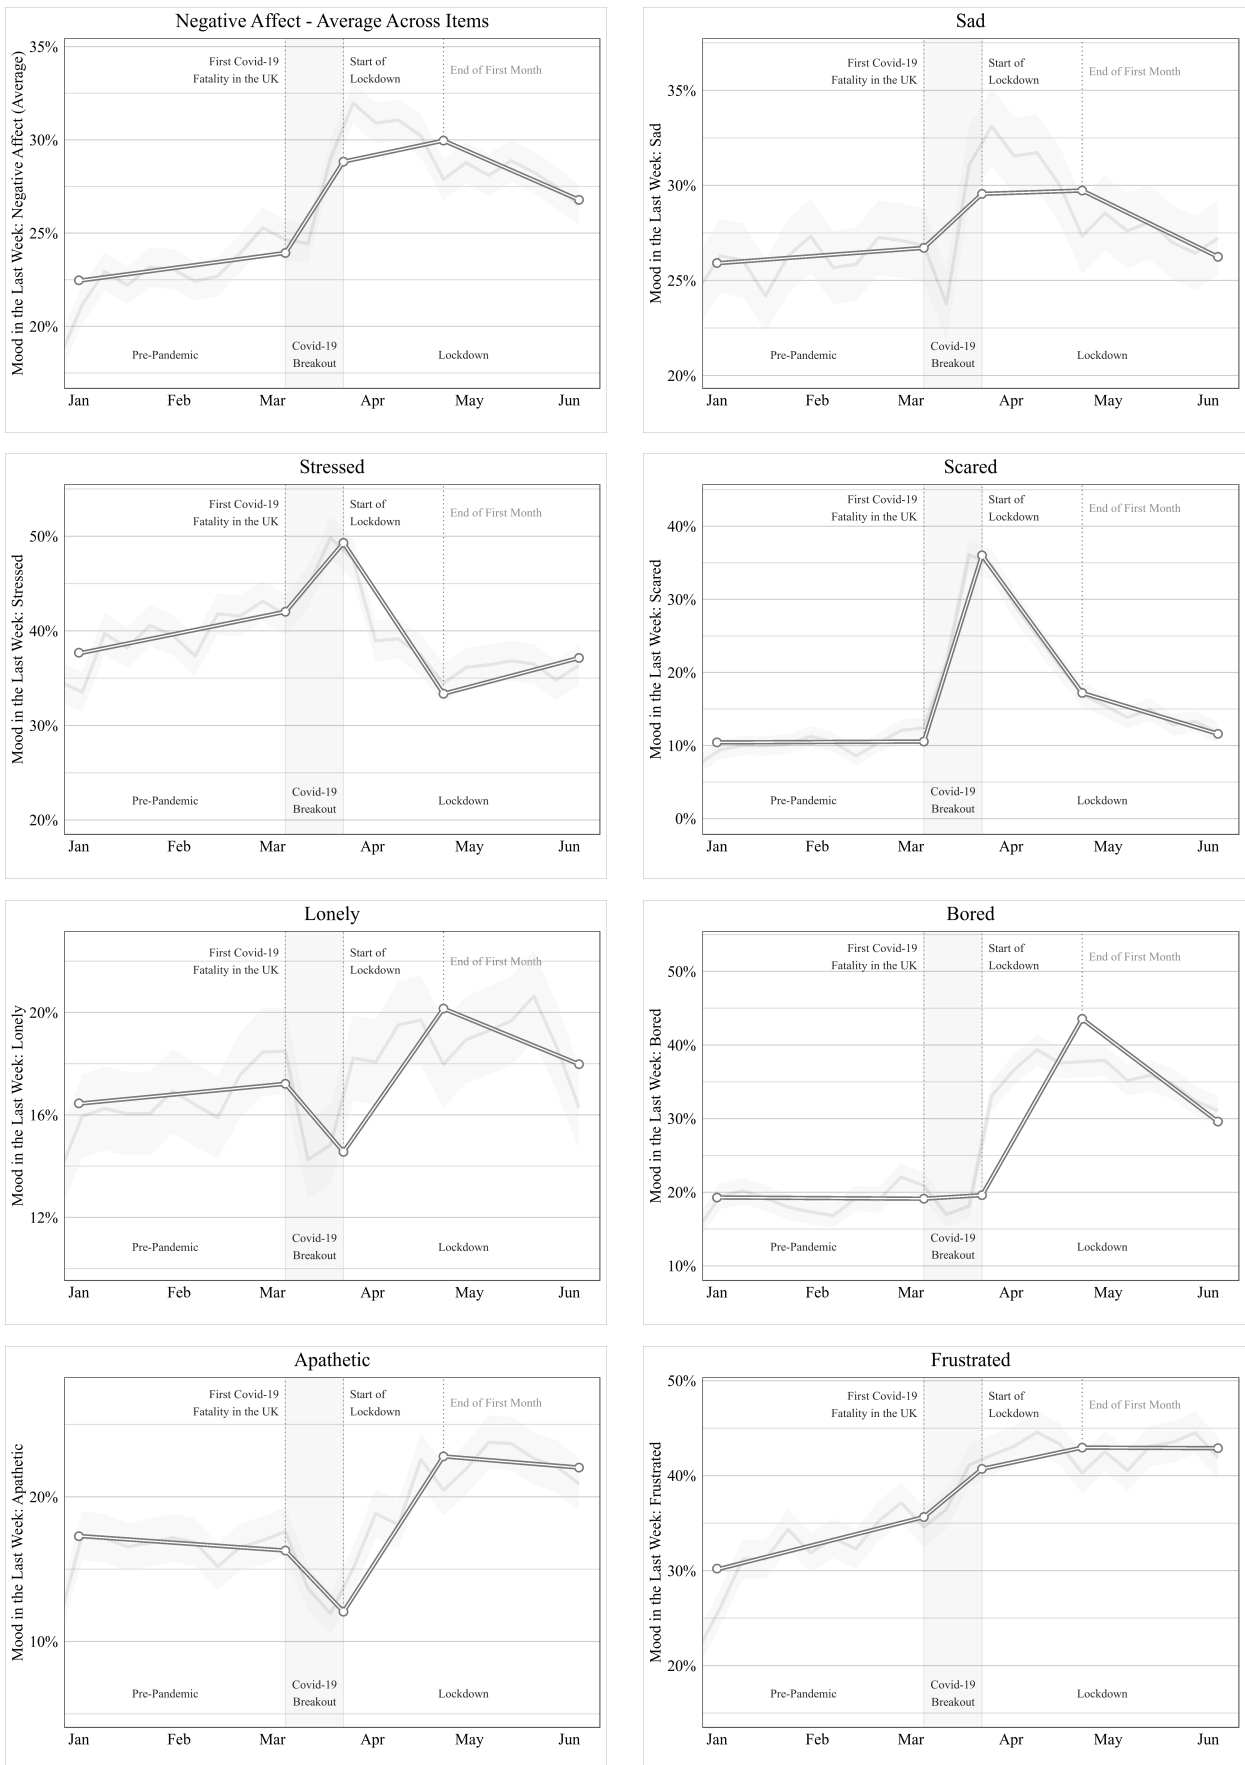 Negative Affect - Average Across Items
Mood in the Last Week: Negative Affect (Average)
35%
30%
25%
20%
First Covid-19
Fatality in the UK
Start of
Lockdown
End of First Month
Pre-Pandemic
Covid-19
Breakout
Lockdown
Jan Feb Mar Apr May Jun
Sad
Mood in the Last Week: Sad
35%
30%
25%
20%
First Covid-19
Fatality in the UK
Start of
Lockdown
End of First Month
Pre-Pandemic
Covid-19
Breakout
Lockdown
Jan Feb Mar Apr May Jun
Stressed
Mood in the Last Week: Stressed
50%
40%
30%
20%
First Covid-19
Fatality in the UK
Start of
Lockdown
End of First Month
Pre-Pandemic
Covid-19
Breakout
Lockdown
Jan Feb Mar Apr May Jun
Scared
Mood in the Last Week: Scared
40%
30%
20%
10%
0%
First Covid-19
Fatality in the UK
Start of
Lockdown
End of First Month
Pre-Pandemic
Covid-19
Breakout
Lockdown
Jan Feb Mar Apr May Jun
Lonely
Mood in the Last Week: Lonely
20%
16%
12%
First Covid-19
Fatality in the UK
Start of
Lockdown
End of First Month
Pre-Pandemic
Covid-19
Breakout
Lockdown
Jan Feb Mar Apr May Jun
Bored
Mood in the Last Week: Bored
50%
40%
30%
20%
10%
First Covid-19
Fatality in the UK
Start of
Lockdown
End of First Month
Pre-Pandemic
Covid-19
Breakout
Lockdown
Jan Feb Mar Apr May Jun
Apathetic
Mood in the Last Week: Apathetic
20%
10%
First Covid-19
Fatality in the UK
Start of
Lockdown
End of First Month
Pre-Pandemic
Covid-19
Breakout
Lockdown
Jan Feb Mar Apr May Jun
Frustrated
Mood in the Last Week: Frustrated
50%
40%
30%
20%
First Covid-19
Fatality in the UK
Start of
Lockdown
End of First Month
Pre-Pandemic
Covid-19
Breakout
Lockdown
Jan Feb Mar Apr May Jun